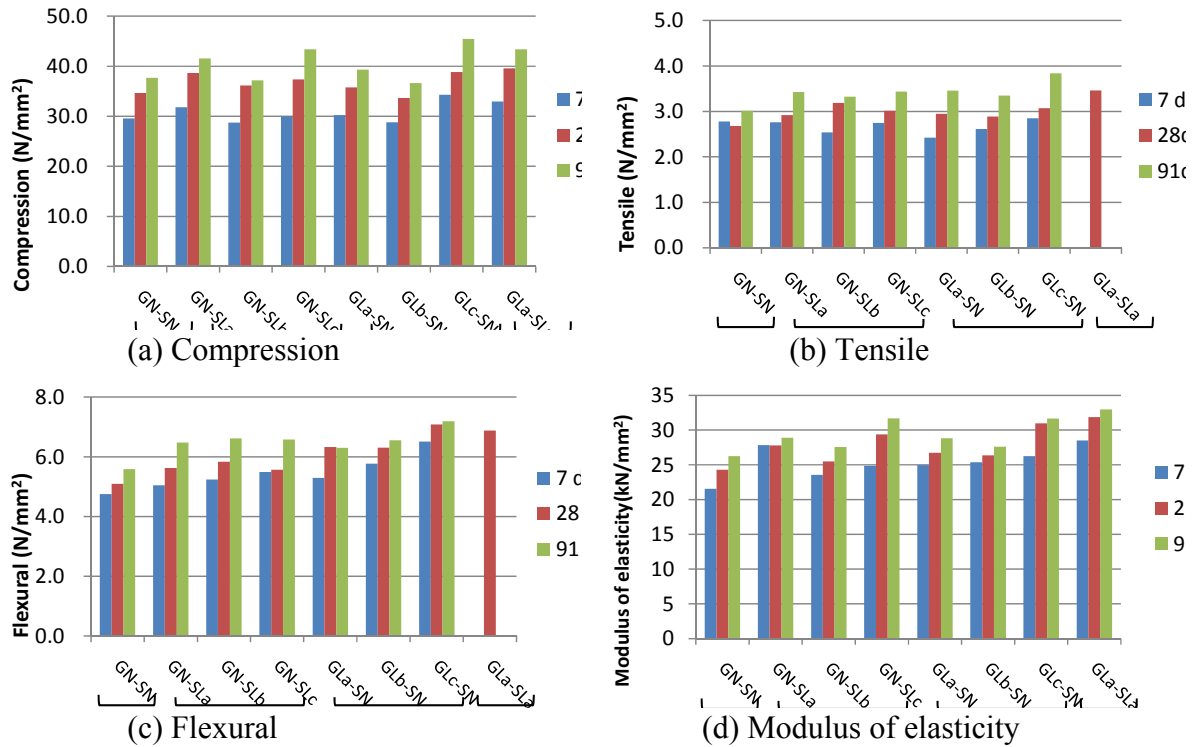 Compression (N/mm²)
50.0
40.0
30.0
20.0
10.0
0.0
GN-SN
GN-SLa
GN-SLb
GN-SLc
GLa-SN
GLb-SN
GLc-SN
GLa-SLa
7
2
9
(a) Compression
Tensile (N/mm²)
5.0
4.0
3.0
2.0
1.0
0.0
GN-SN
GN-SLa
GN-SLb
GN-SLc
GLa-SN
GLb-SN
GLc-SN
GLa-SLa
7 d
28d
91d
(b) Tensile
Flexural (N/mm²)
8.0
6.0
4.0
2.0
0.0
GN-SN
GN-SLa
GN-SLb
GN-SLc
GLa-SN
GLb-SN
GLc-SN
GLa-SLa
7 d
28
91
(c) Flexural
Modulus of elasticity(kN/mm²)
35
30
25
20
15
10
5
0
GN-SN
GN-SLa
GN-SLb
GN-SLc
GLa-SN
GLb-SN
GLc-SN
GLa-SLa
7
2
9
(d) Modulus of elasticity